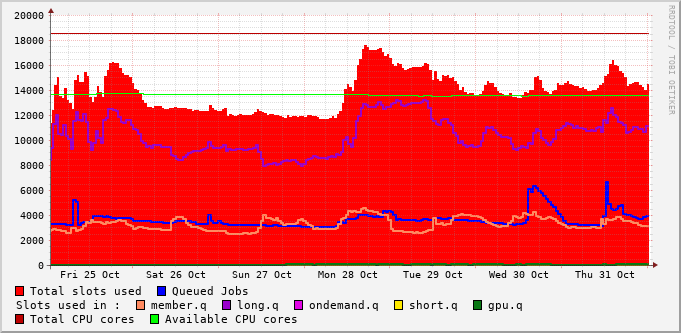 RRDTOOL / TOBI OETIKER
20000
18000
16000
14000
12000
10000
8000
6000
4000
2000
0
Fri 25 Oct Sat 26 Oct Sun 27 Oct Mon 28 Oct Tue 29 Oct Wed 30 Oct Thu 31 Oct
Total slots used Queued Jobs
Slots used in : member.q long.q ondemand.q short.q gpu.q
Total CPU cores Available CPU cores